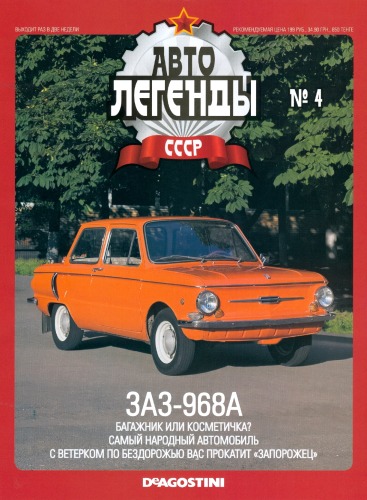 DeAGOSTINI
ВЫХОДИТ РАЗ В ДВЕ НЕДЕЛИ
РЕКОМЕНДУЕМАЯ ЦЕНА 199 РУБ., 34,90 ГРН., 850 ТЕНГЕ
АВТО
ЛЕГЕНДЫ
СССР
№ 4
ЗАЗ-968А
БАГАЖНИК ИЛИ КОСМЕТИЧКА?
САМЫЙ НАРОДНЫЙ АВТОМОБИЛЬ
С ВЕТЕРКОМ ПО БЕЗДОРОЖЬЮ ВАС ПРОКАТИТ «ЗАПОРОЖЕЦ»
DeAGOSTINI